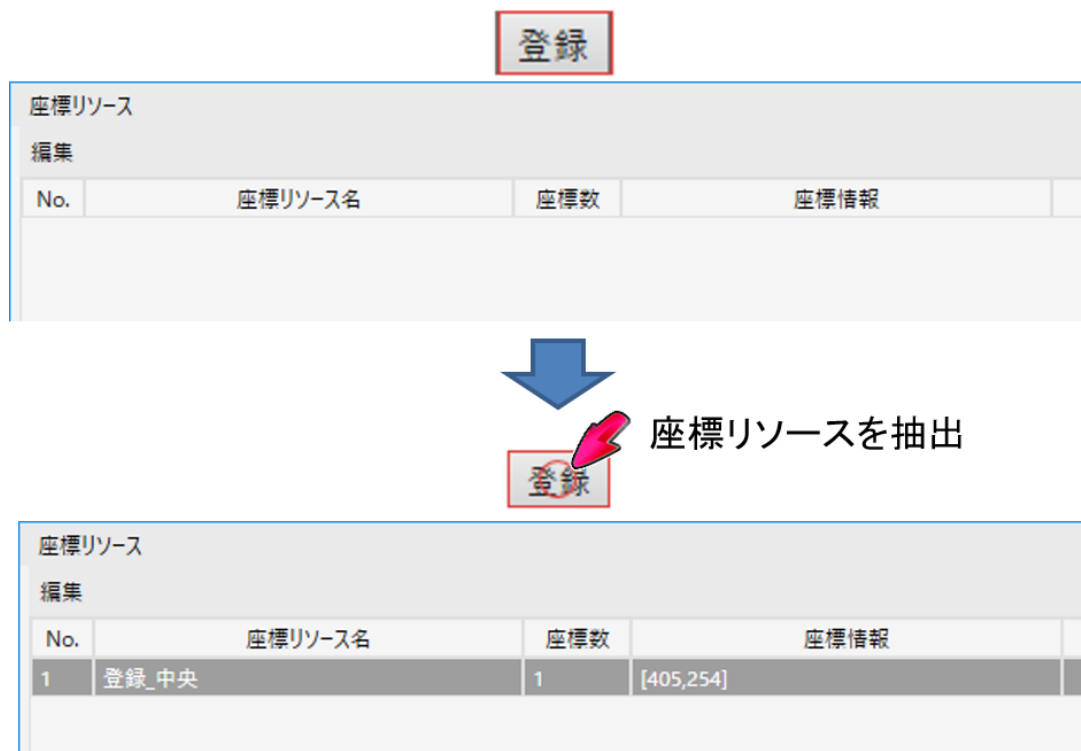 登録
座標リソース
編集
No. 座標リソース名 座標数 座標情報
座標リソースを抽出
登録
座標リソース
編集
No. 座標リソース名 座標数 座標情報
1 登録_中央 1 [405,254]